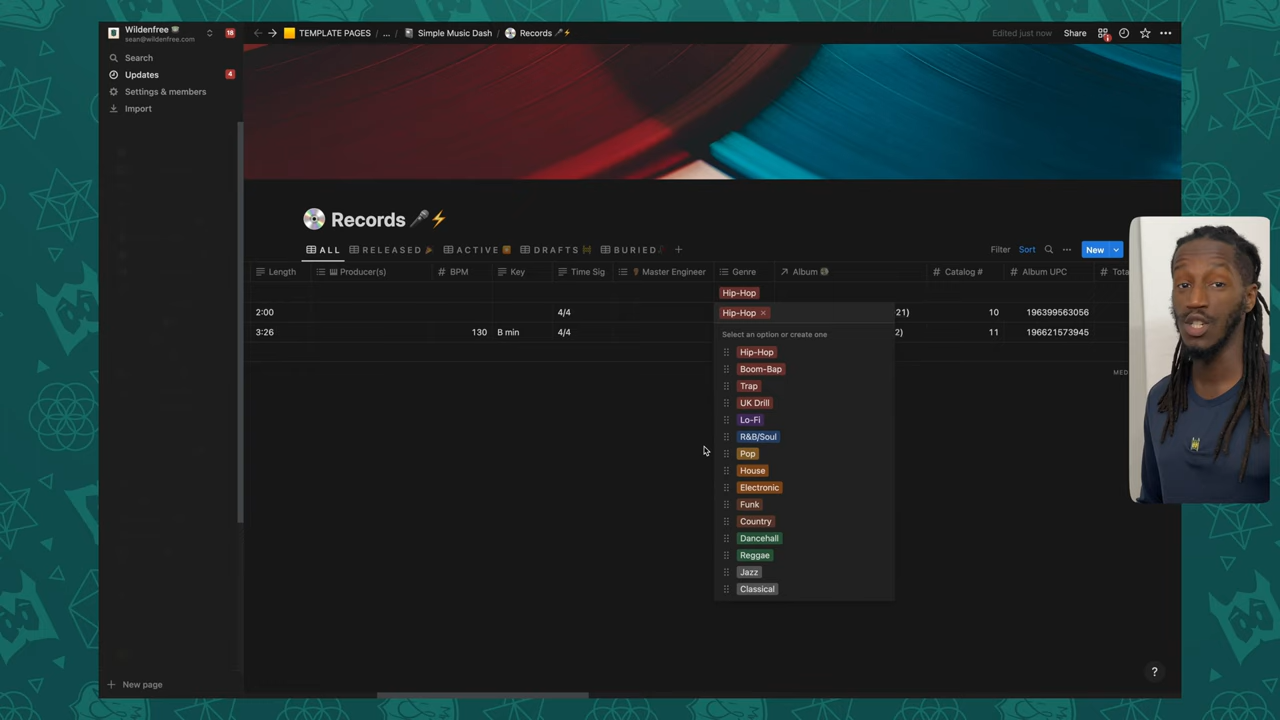 Wildenfree
sean@wildenfree.com
18
TEMPLATE PAGES / ... / Simple Music Dash / Records
Edited just now
Share
Search
Updates
4
Settings & members
Import
Records
ALL
RELEASED
ACTIVE
DRAFTS
BURIED
Filter
Sort
New
Length
Producer(s)
# BPM
Key
Time Sig
Master Engineer
Genre
Album
# Catalog #
# Album UPC
# Tota
Hip-Hop
2:00
4/4
Hip-Hop ×
21)
10
196399563056
3:26
130
B min
4/4
2)
11
196621573945
Select an option or create one
Hip-Hop
Boom-Bap
MED
Trap
UK Drill
Lo-Fi
R&B/Soul
Pop
House
Electronic
Funk
Country
Dancehall
Reggae
Jazz
Classical
New page
?